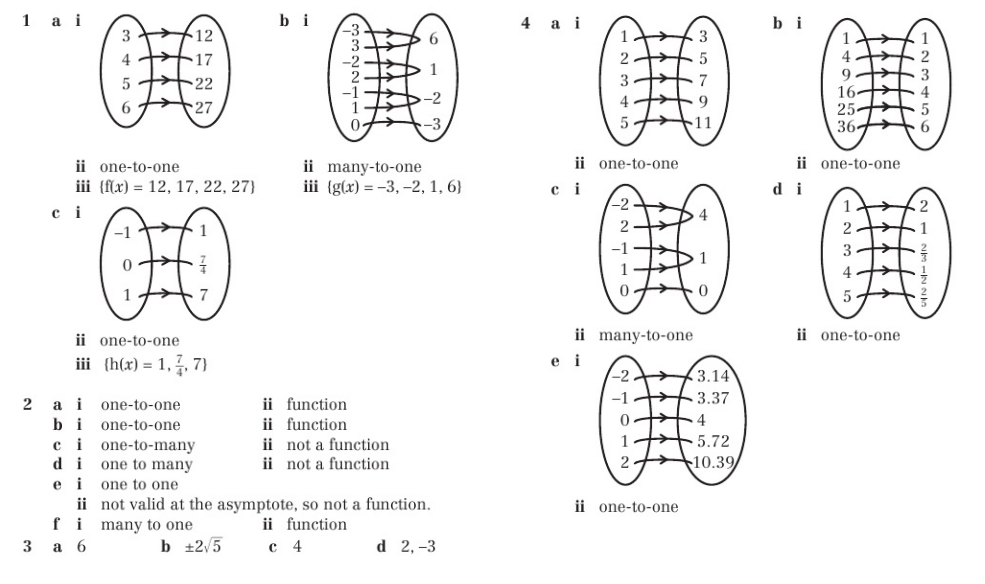 1 a i
3 12
4 17
5 22
6 27
ii one-to-one
iii {f(x) = 12, 17, 22, 27}
b i
−3
3 6
−2
2 1
−1
1 −2
0 −3
ii many-to-one
iii {g(x) = −3, −2, 1, 6}
c i
−1 1
0 7/4
1 7
ii one-to-one
iii {h(x) = 1, 7/4, 7}
2 a i one-to-one ii function
b i one-to-one ii function
c i one-to-many ii not a function
d i one to many ii not a function
e i one to one
ii not valid at the asymptote, so not a function.
f i many to one ii function
3 a 6 b ±2√5 c 4 d 2, −3
4 a i
1 3
2 5
3 7
4 9
5 11
ii one-to-one
b i
1 1
4 2
9 3
16 4
25 5
36 6
ii one-to-one
c i
−2
2 4
−1
1 1
0 0
ii many-to-one
d i
1 2
2 1
3 2/3
4 1/2
5 2/5
ii one-to-one
e i
−2 3.14
−1 3.37
0 4
1 5.72
2 10.39
ii one-to-one